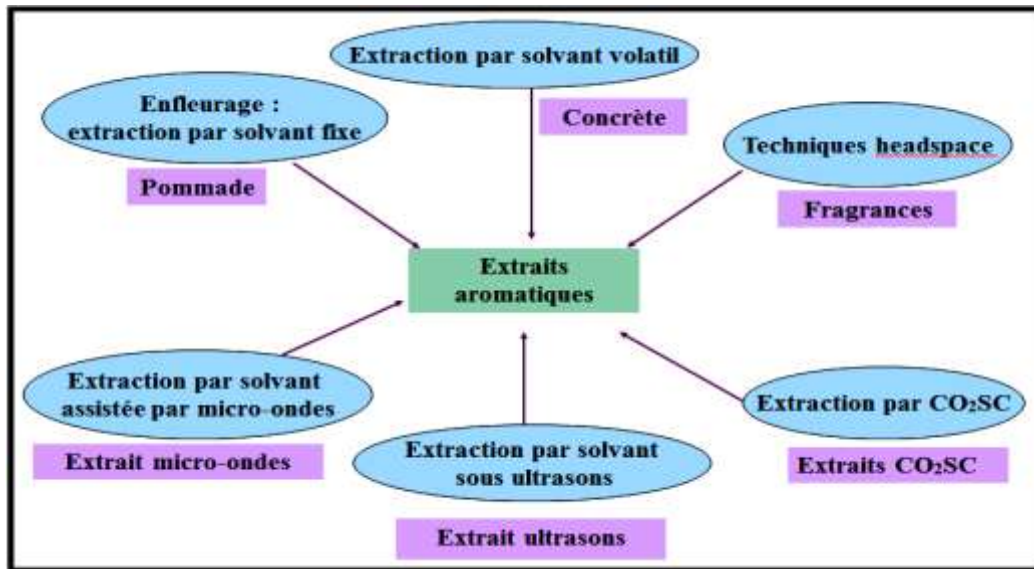 Extraction par solvant volatil
Concrète
Enfleurage :
extraction par solvant fixe
Pommade
Techniques headspace
Fragrances
Extraits
aromatiques
Extraction par solvant
assistée par micro-ondes
Extrait micro-ondes
Extraction par solvant
sous ultrasons
Extrait ultrasons
Extraction par CO₂SC
Extraits CO₂SC